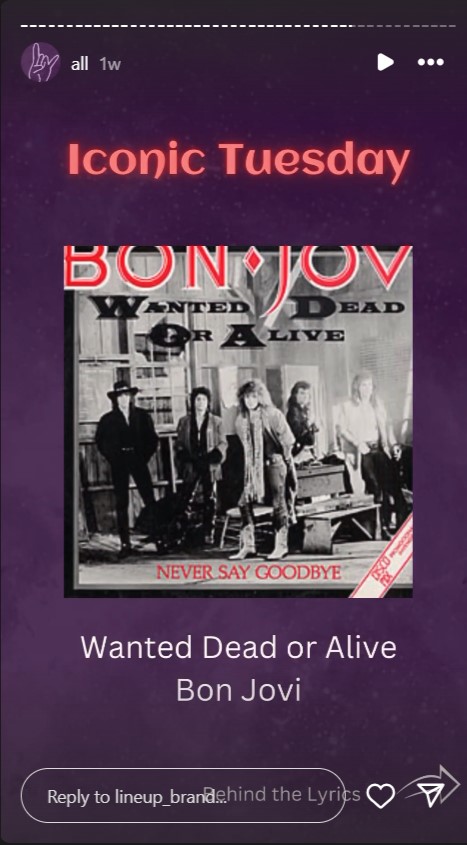 all 1w
Iconic Tuesday
BON JOVI
WANTED DEAD
OR ALIVE
NEVER SAY GOODBYE
Wanted Dead or Alive
Bon Jovi
Reply to lineup_brand...
Behind the Lyrics